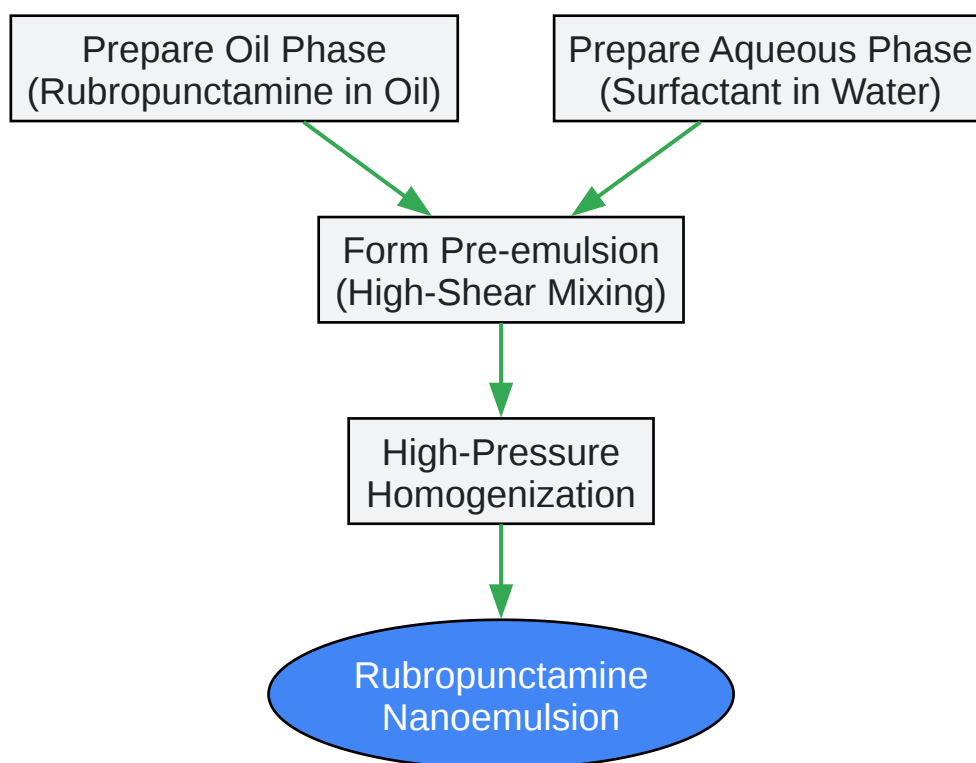 Prepare Oil Phase
(Rubropunctamine in Oil)
Prepare Aqueous Phase
(Surfactant in Water)
Form Pre-emulsion
(High-Shear Mixing)
High-Pressure
Homogenization
Rubropunctamine
Nanoemulsion